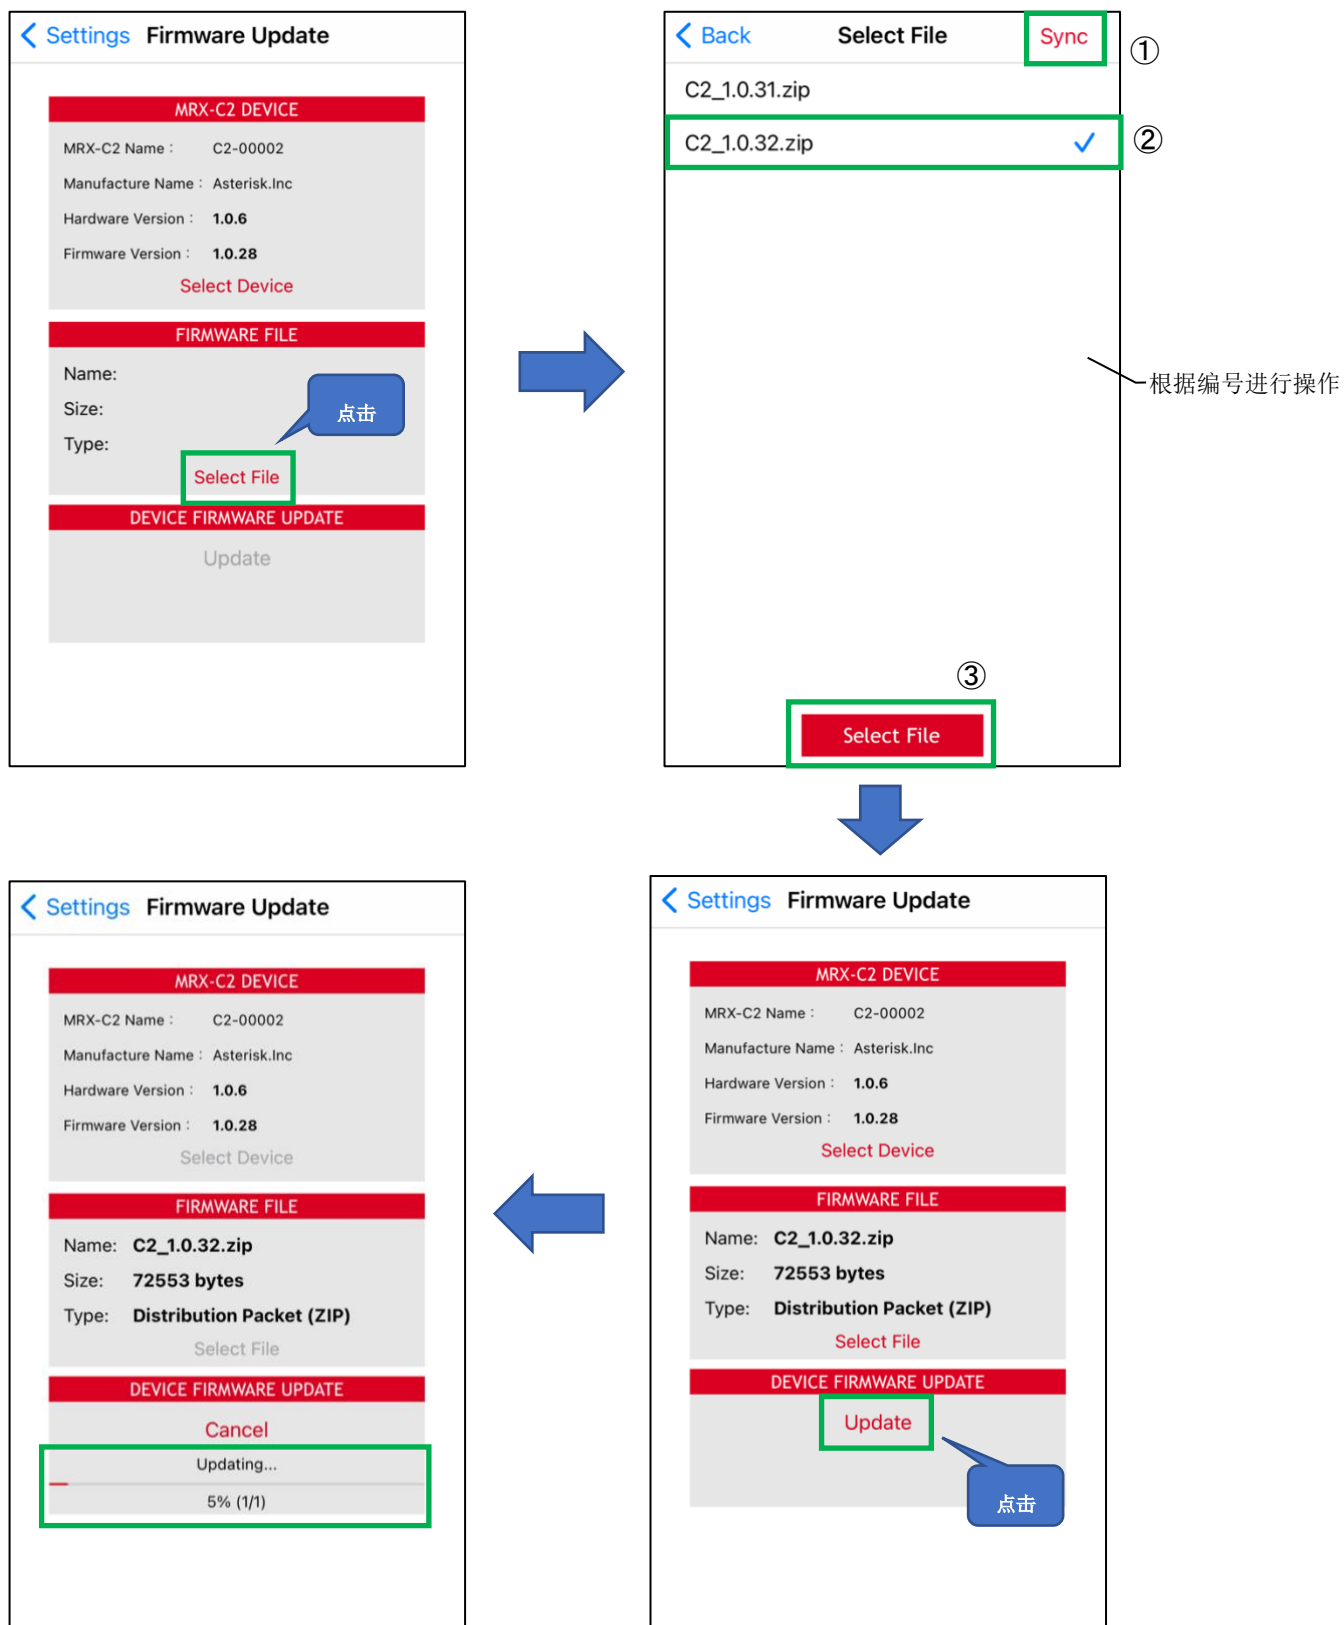 Settings Firmware Update
MRX-C2 DEVICE
MRX-C2 Name : C2-00002
Manufacture Name : Asterisk.Inc
Hardware Version : 1.0.6
Firmware Version : 1.0.28
Select Device
FIRMWARE FILE
Name:
Size:
Type:
点击
Select File
DEVICE FIRMWARE UPDATE
Update
Back Select File Sync
①
C2_1.0.31.zip
C2_1.0.32.zip
②
根据编号进行操作
③
Select File
Settings Firmware Update
MRX-C2 DEVICE
MRX-C2 Name : C2-00002
Manufacture Name : Asterisk.Inc
Hardware Version : 1.0.6
Firmware Version : 1.0.28
Select Device
FIRMWARE FILE
Name: C2_1.0.32.zip
Size: 72553 bytes
Type: Distribution Packet (ZIP)
Select File
DEVICE FIRMWARE UPDATE
Update
点击
Settings Firmware Update
MRX-C2 DEVICE
MRX-C2 Name : C2-00002
Manufacture Name : Asterisk.Inc
Hardware Version : 1.0.6
Firmware Version : 1.0.28
Select Device
FIRMWARE FILE
Name: C2_1.0.32.zip
Size: 72553 bytes
Type: Distribution Packet (ZIP)
Select File
DEVICE FIRMWARE UPDATE
Cancel
Updating...
5% (1/1)